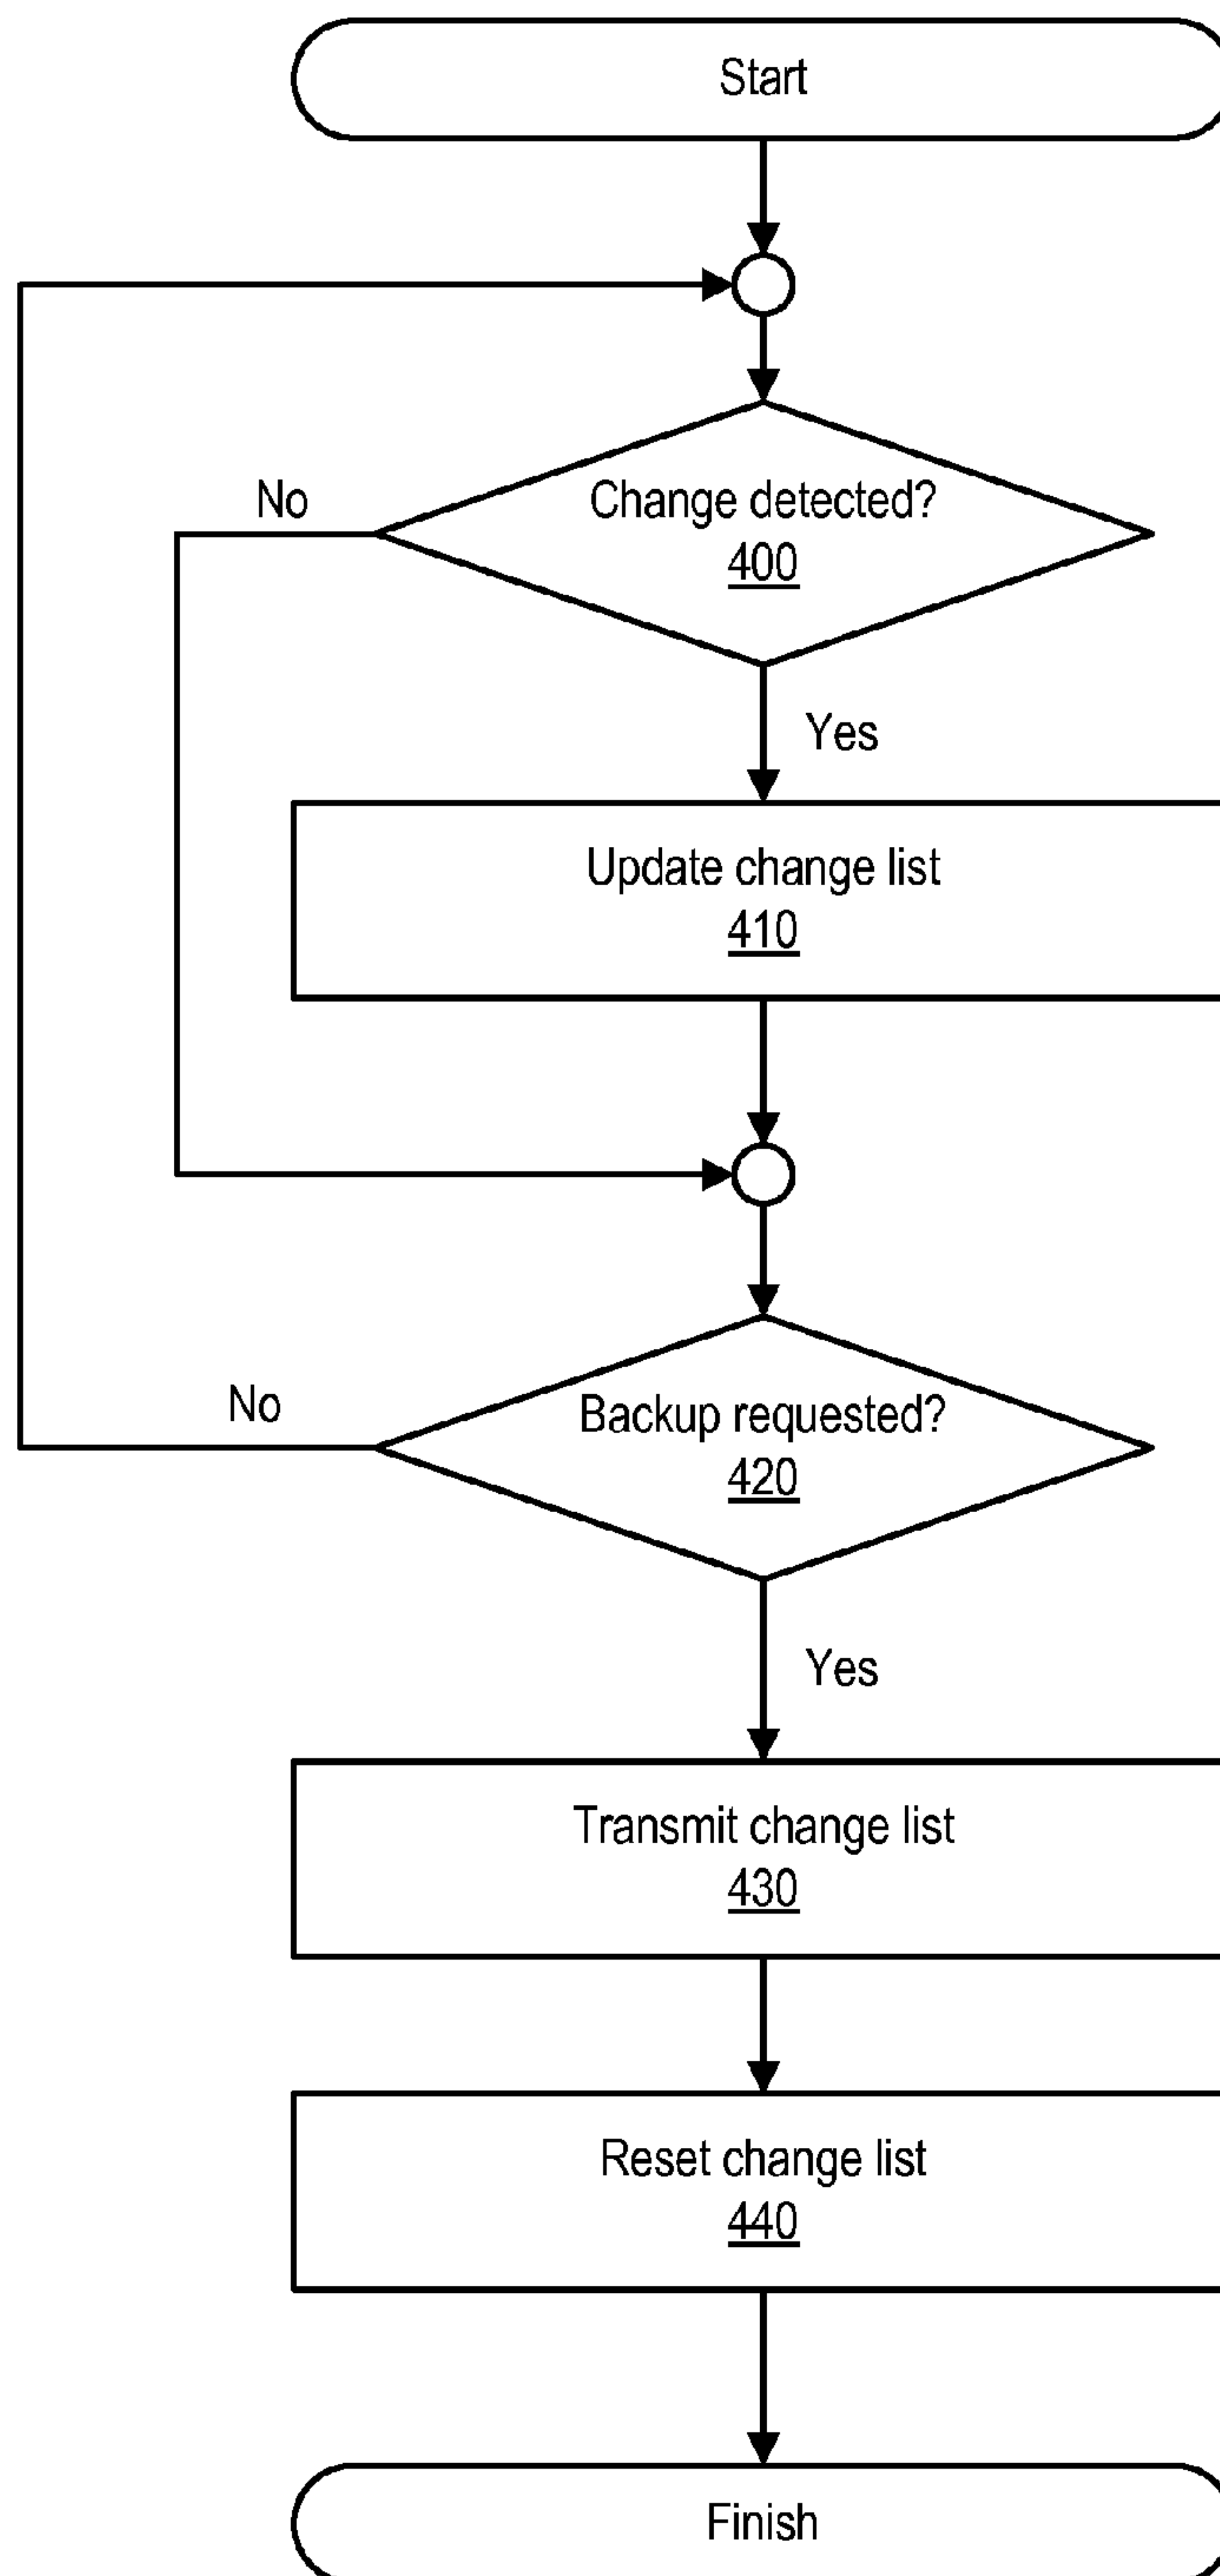 Start
No
Change detected?
400
Yes
Update change list
410
No
Backup requested?
420
Yes
Transmit change list
430
Reset change list
440
Finish